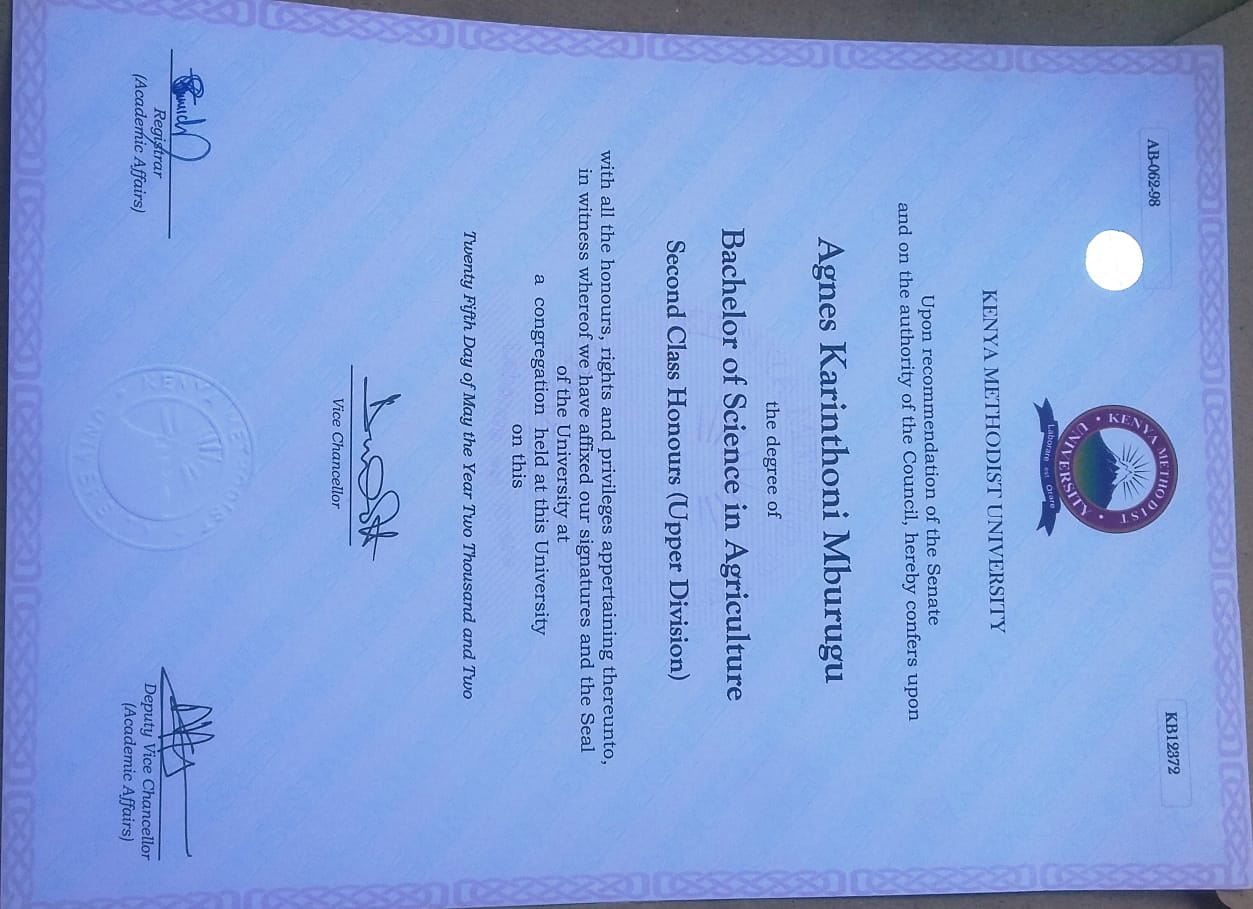 AB-062-98
KB12372
KENYA METHODIST
UNIVERSITY
Laborare est Orare
KENYA METHODIST UNIVERSITY
Upon recommendation of the Senate
and on the authority of the Council, hereby confers upon
Agnes Karinthoni Mburugu
the degree of
Bachelor of Science in Agriculture
Second Class Honours (Upper Division)
with all the honours, rights and privileges appertaining thereunto,
in witness whereof we have affixed our signatures and the Seal
of the University at
a congregation held at this University
on this
Twenty Fifth Day of May the Year Two Thousand and Two
Vice Chancellor
Registrar
(Academic Affairs)
Deputy Vice Chancellor
(Academic Affairs)